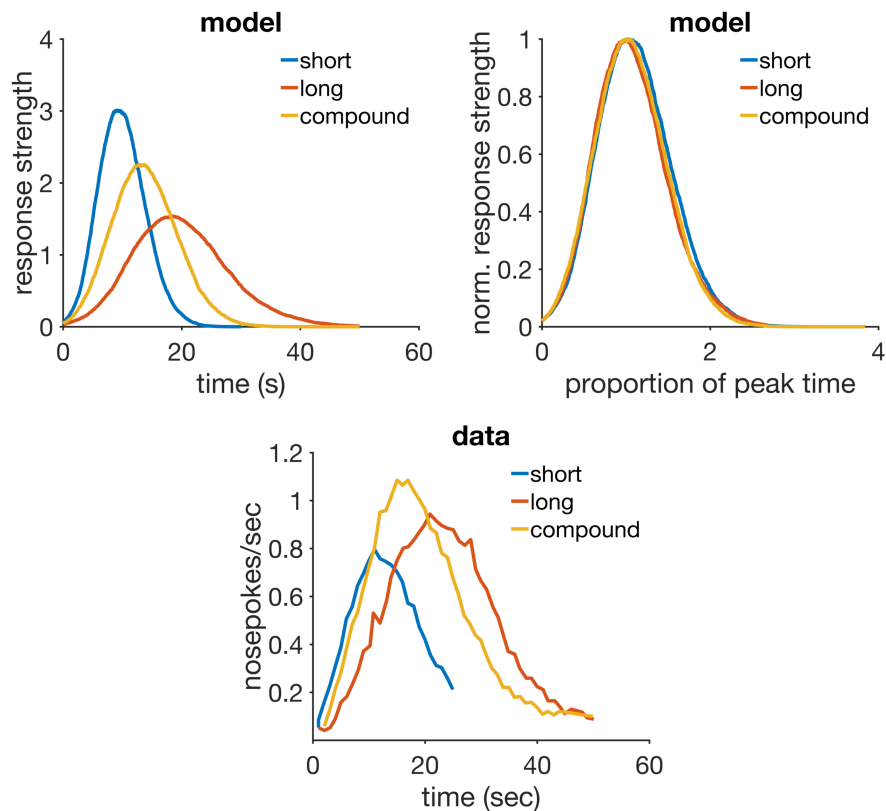 model
4
3
2
1
0
response strength
short
long
compound
0
20
40
60
time (s)
model
1
0.8
0.6
0.4
0.2
0
norm. response strength
short
long
compound
0
2
4
proportion of peak time
data
1.2
1
0.8
0.6
0.4
0.2
nosepokes/sec
short
long
compound
0
20
40
60
time (sec)